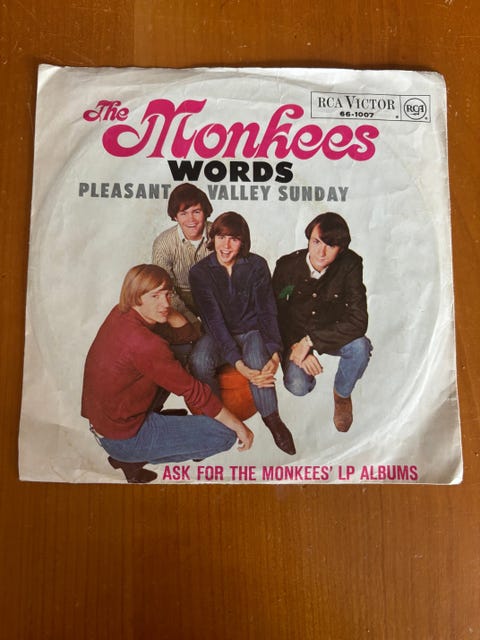 The Monkees
RCA VICTOR
66-1007
RCA
WORDS
PLEASANT VALLEY SUNDAY
ASK FOR THE MONKEES' LP ALBUMS